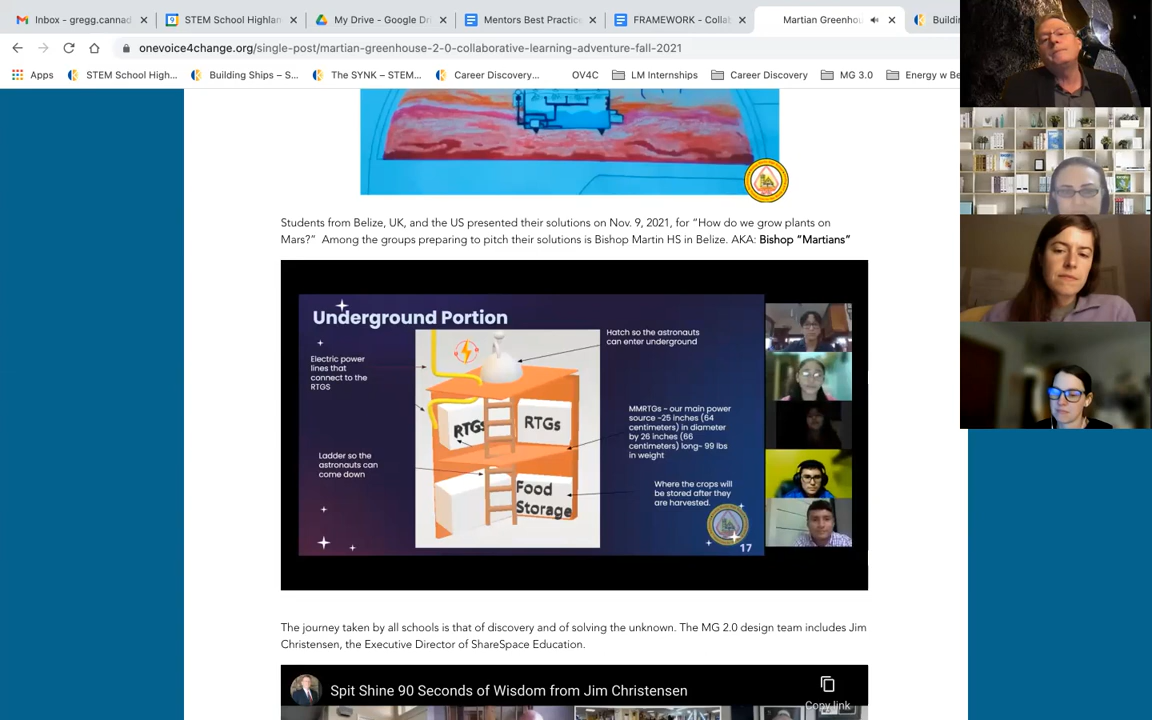 Inbox - gregg.cannad
STEM School Highlan
My Drive - Google Dri
Mentors Best Practice
FRAMEWORK - Collab
Martian Greenhou
Buildin
onevoice4change.org/single-post/martian-greenhouse-2-0-collaborative-learning-adventure-fall-2021
Apps
STEM School High...
Building Ships – S...
The SYNK – STEM...
Career Discovery...
OV4C
LM Internships
Career Discovery
MG 3.0
Energy w Be
Students from Belize, UK, and the US presented their solutions on Nov. 9, 2021, for “How do we grow plants on
Mars?” Among the groups preparing to pitch their solutions is Bishop Martin HS in Belize. AKA: Bishop “Martians”
Underground Portion
Hatch so the astronauts
can enter underground
Electric power
lines that
connect to the
RTGS
RTGs
RTGs
MMRTGs - our main power
source ~25 inches (64
centimeters) in diameter
by 26 inches (66
centimeters) long- 99 lbs
in weight
Ladder so the
astronauts can
come down
Food
Storage
Where the crops will
be stored after they
are harvested.
17
The journey taken by all schools is that of discovery and of solving the unknown. The MG 2.0 design team includes Jim
Christensen, the Executive Director of ShareSpace Education.
Spit Shine 90 Seconds of Wisdom from Jim Christensen
Copy link